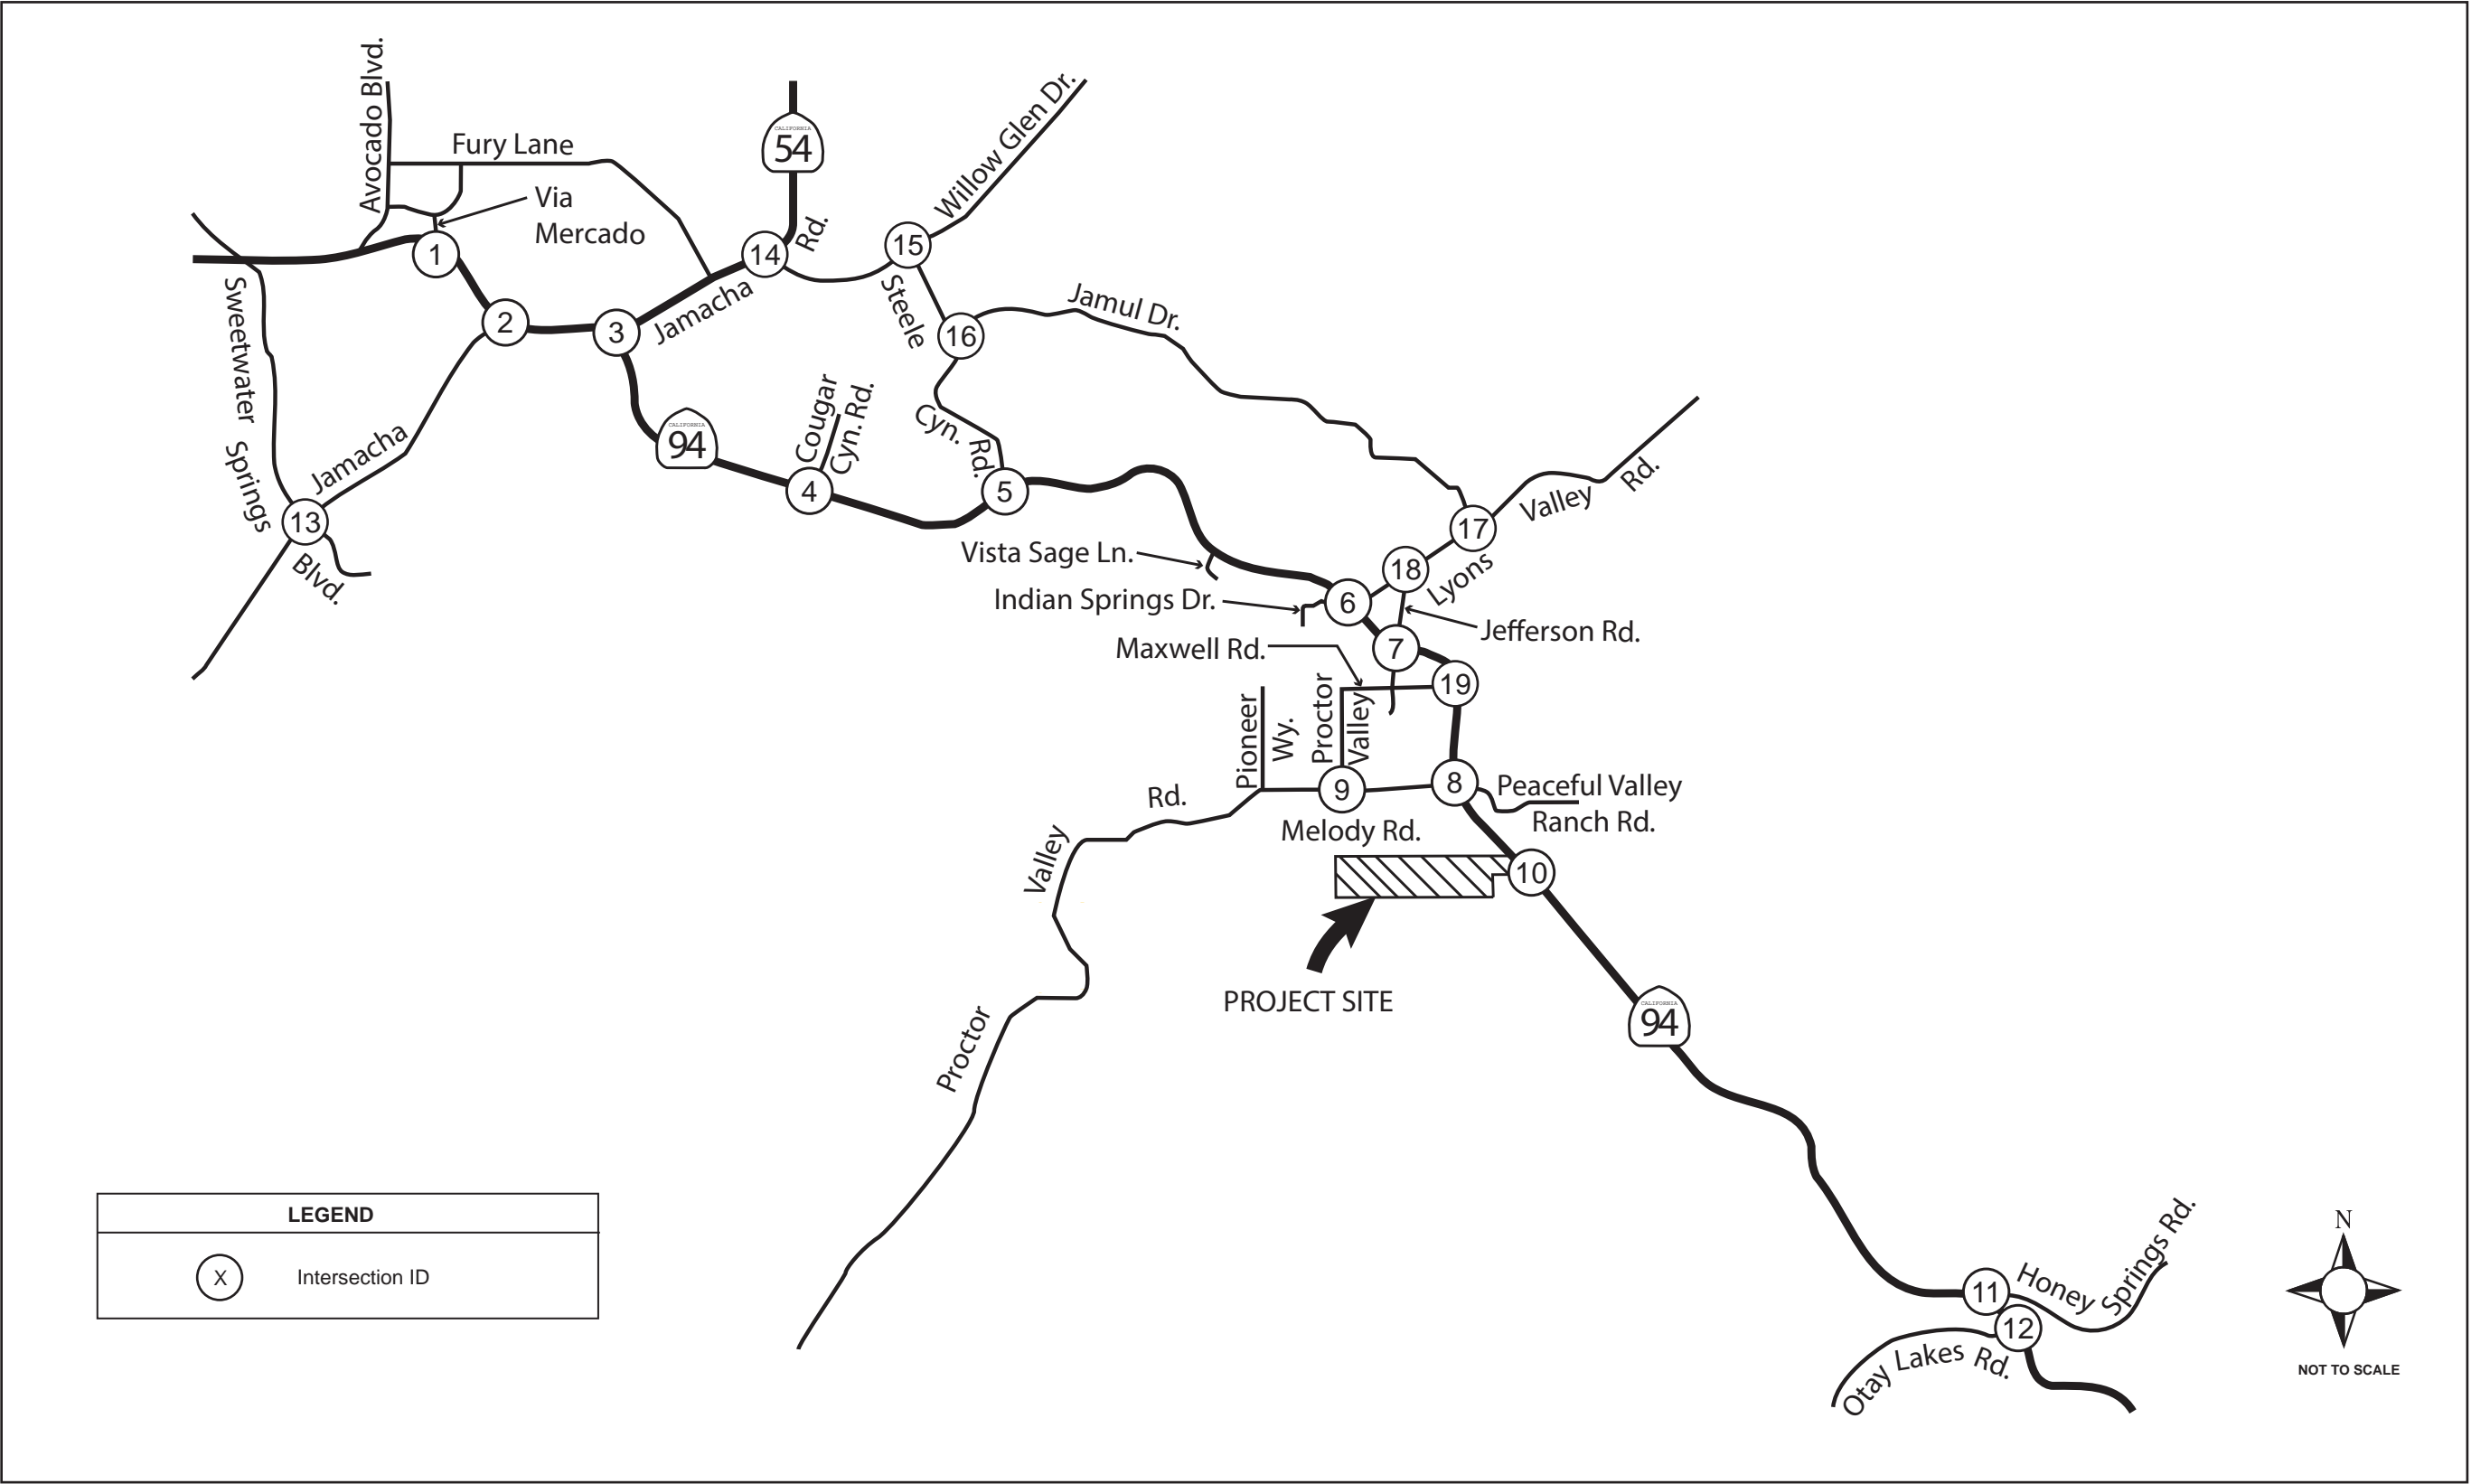 Avocado Blvd.
Fury Lane
Via
Mercado
CALIFORNIA
54
Rd.
Willow Glen Dr.
1
14
15
2
3
Jamacha
Steele
16
Jamul Dr.
Sweetwater Springs
Jamacha
13
Blvd.
CALIFORNIA
94
Cougar
Cyn. Rd.
4
Cyn. Rd.
5
17
Valley Rd.
18
Lyons
Vista Sage Ln.
Indian Springs Dr.
6
Jefferson Rd.
7
Maxwell Rd.
19
Pioneer
Wy.
Proctor
Valley
9
8
Peaceful Valley
Ranch Rd.
Melody Rd.
Rd.
Valley
Proctor
10
PROJECT SITE
CALIFORNIA
94
11
Honey Springs Rd.
12
Otay Lakes Rd.
LEGEND
X
Intersection ID
N
NOT TO SCALE